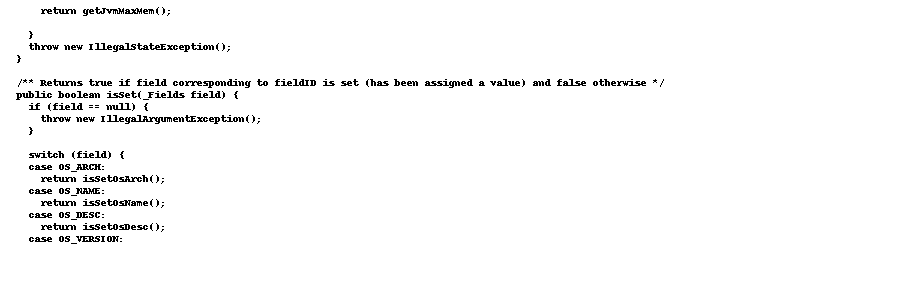 return getJvmMaxMem();

  }
  throw new IllegalStateException();
}

/** Returns true if field corresponding to fieldID is set (has been assigned a value) and false otherwise */
public boolean isSet(_Fields field) {
  if (field == null) {
    throw new IllegalArgumentException();
  }

  switch (field) {
  case OS_ARCH:
    return isSetOsArch();
  case OS_NAME:
    return isSetOsName();
  case OS_DESC:
    return isSetOsDesc();
  case OS_VERSION: